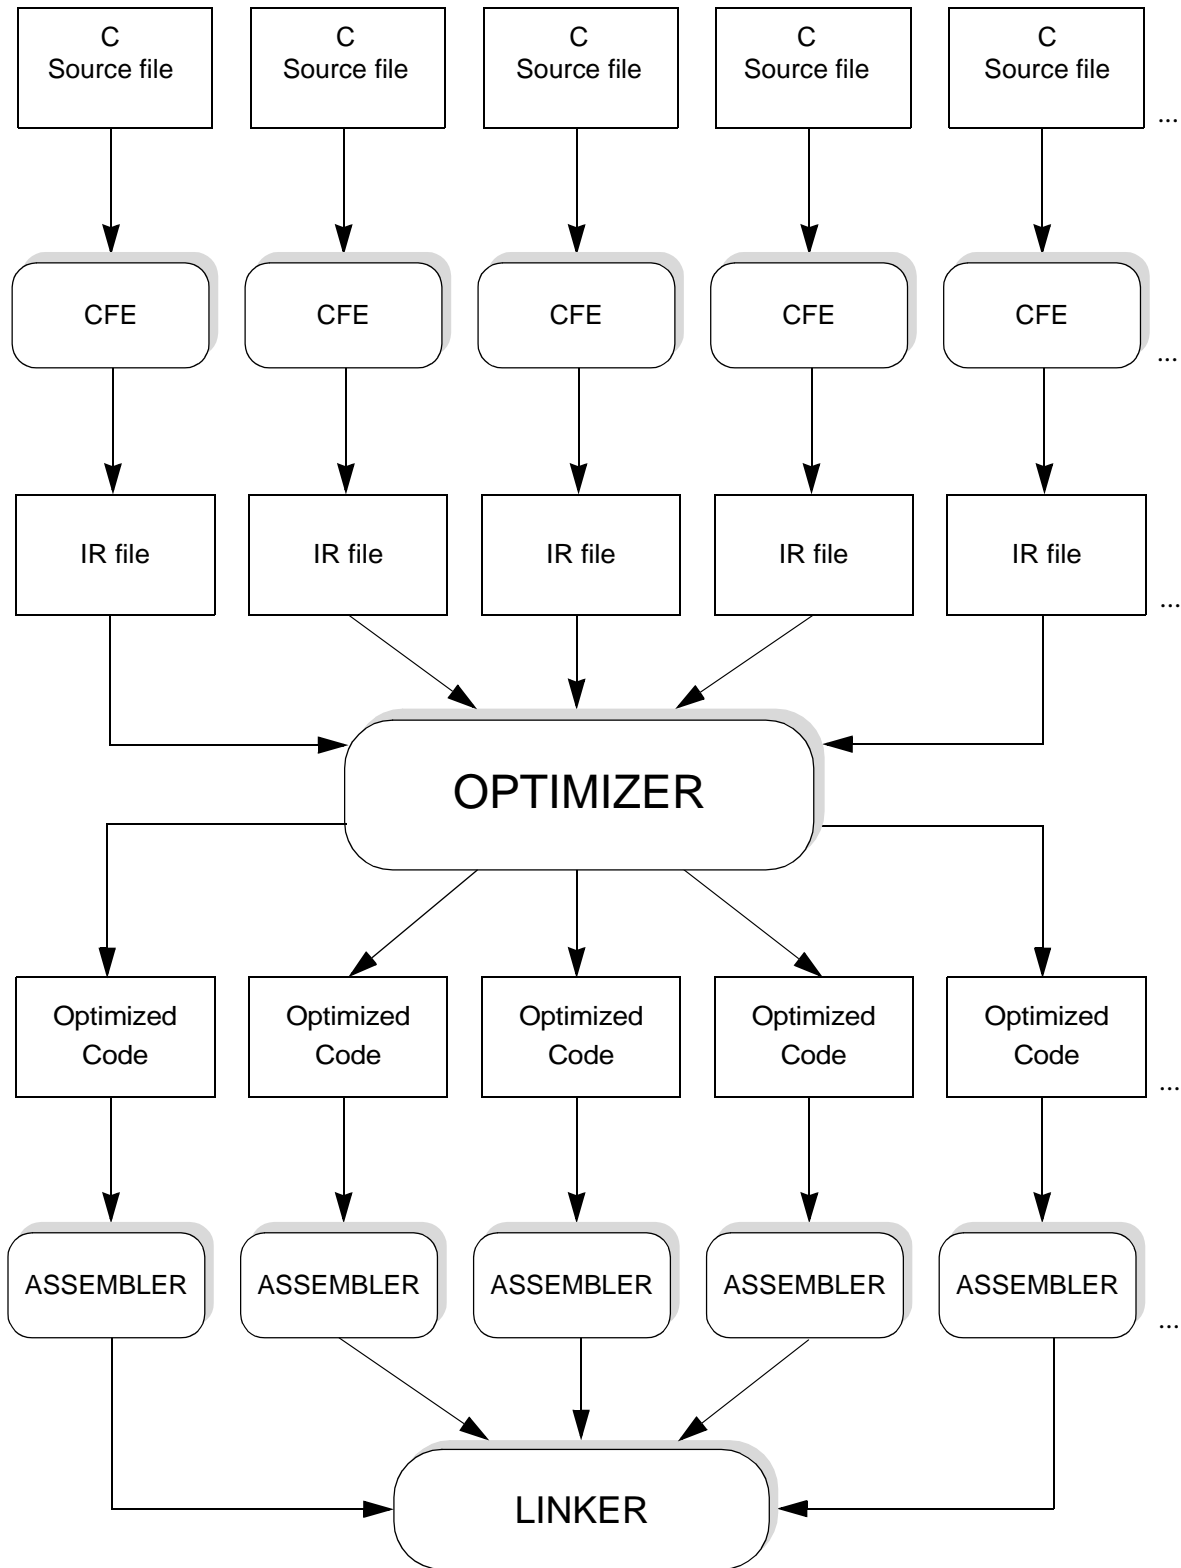 C
Source file
C
Source file
C
Source file
C
Source file
C
Source file
...
CFE
CFE
CFE
CFE
CFE
...
IR file
IR file
IR file
IR file
IR file
...
OPTIMIZER
Optimized
Code
Optimized
Code
Optimized
Code
Optimized
Code
Optimized
Code
...
ASSEMBLER
ASSEMBLER
ASSEMBLER
ASSEMBLER
ASSEMBLER
...
LINKER